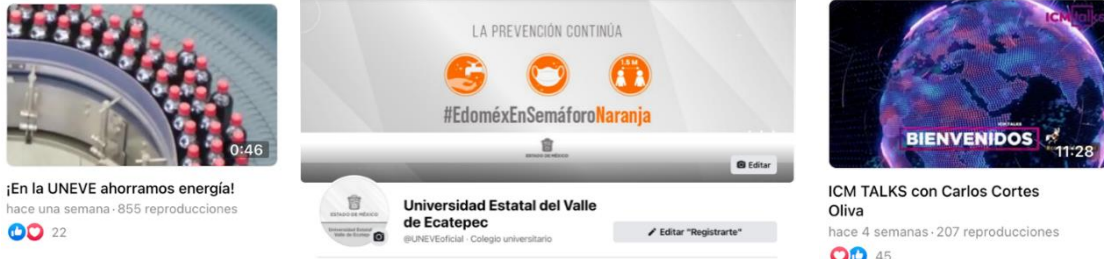 0:46
¡En la UNEVE ahorramos energía!
hace una semana · 855 reproducciones
22
LA PREVENCIÓN CONTINÚA
1.5 M
#EdoméxEnSemáforoNaranja
ESTADO DE MÉXICO
Editar
ESTADO DE MÉXICO
Universidad Estatal
Valle de Ecatepec
Universidad Estatal del Valle
de Ecatepec
@UNEVEoficial · Colegio universitario
Editar "Registrarte"
ICM talks
ICM TALKS
BIENVENIDOS
11:28
ICM TALKS con Carlos Cortes
Oliva
hace 4 semanas · 207 reproducciones
45